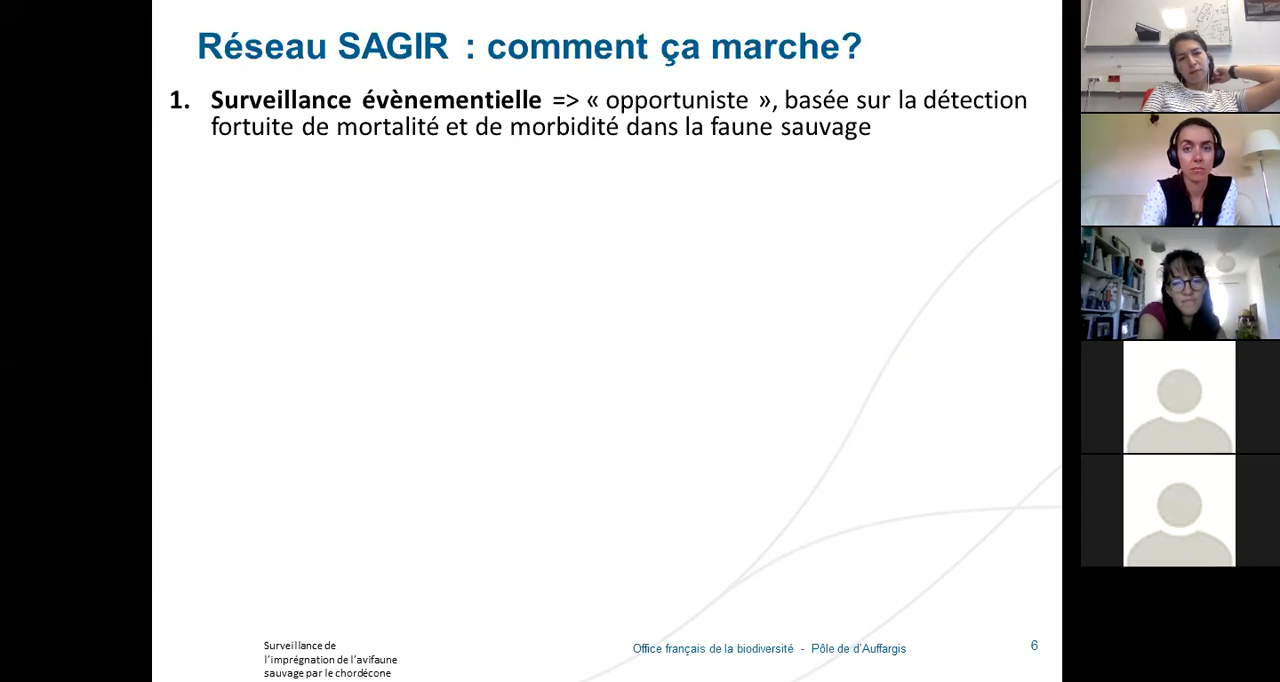 Réseau SAGIR : comment ça marche?
1. Surveillance évènementielle => « opportuniste », basée sur la détection
fortuite de mortalité et de morbidité dans la faune sauvage
Surveillance de
l'imprégnation de l'avifaune
sauvage par le chordécone
Office français de la biodiversité - Pôle de d'Auffargis
6